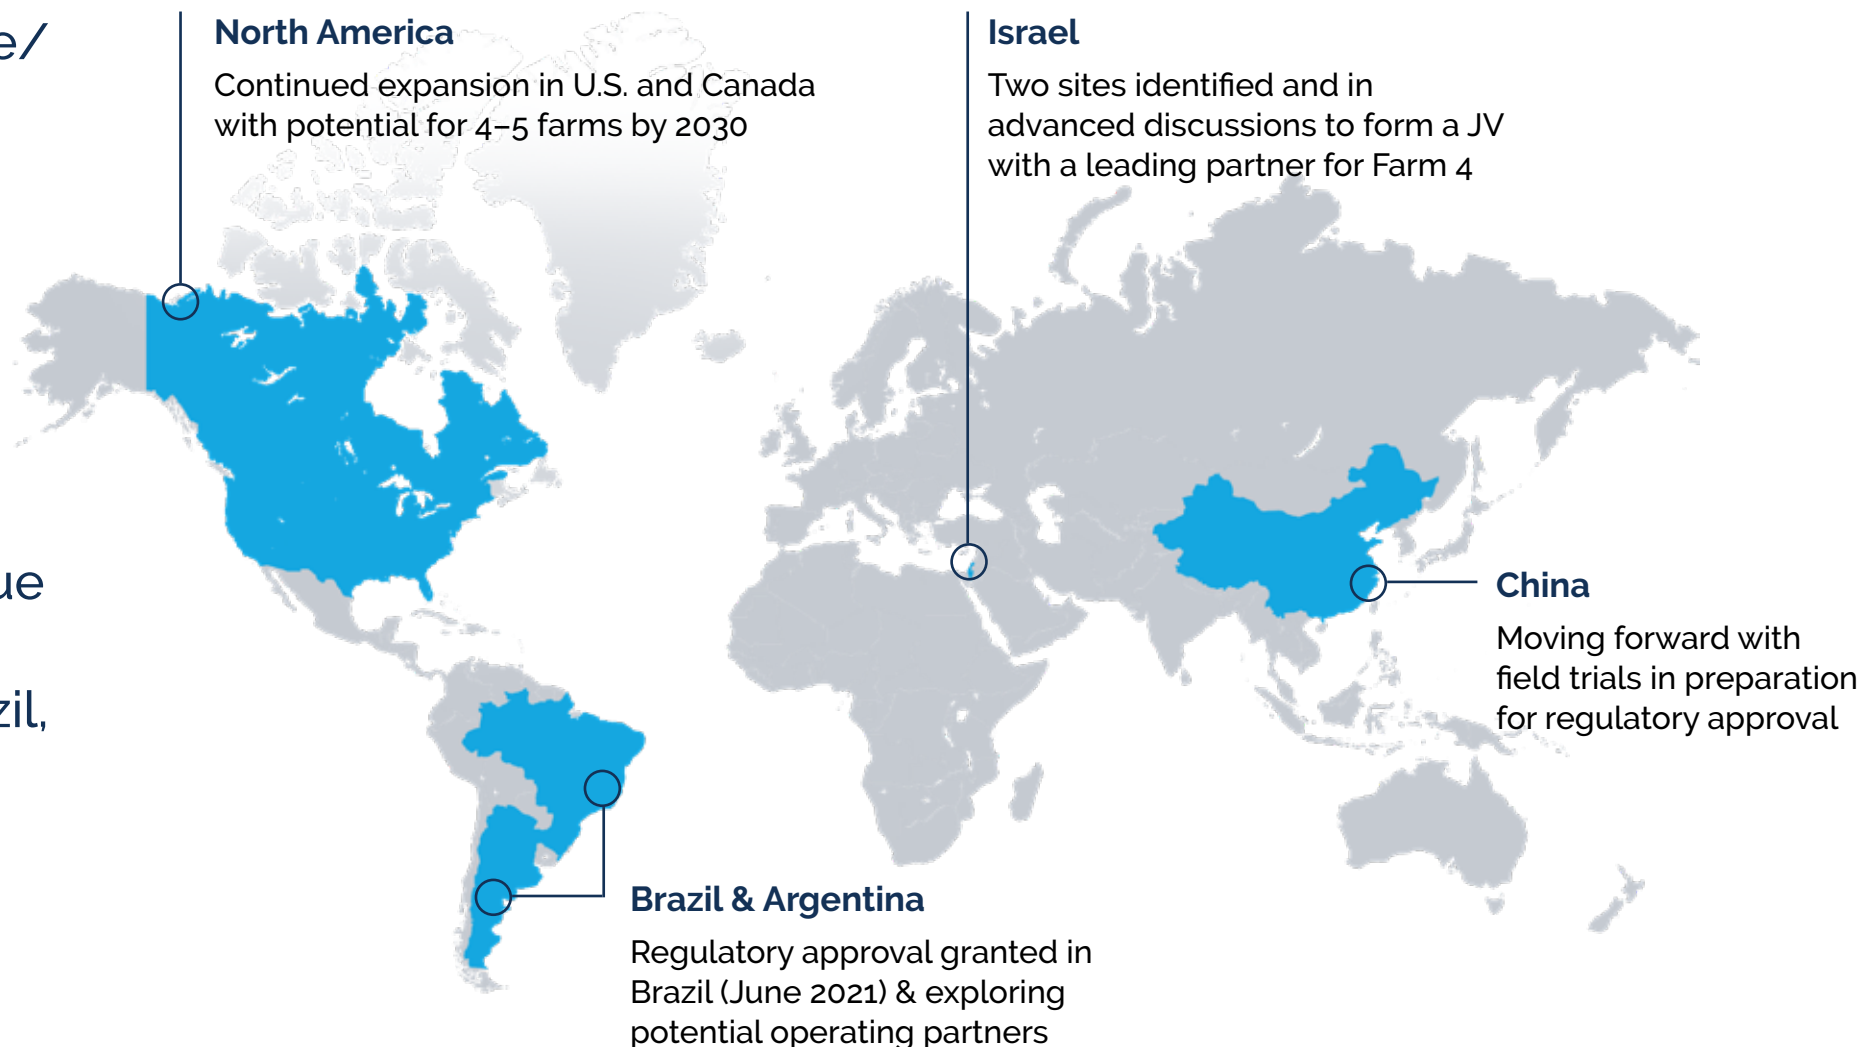 e/
ue
zil,
North America
Continued expansion in U.S. and Canada
with potential for 4–5 farms by 2030
Israel
Two sites identified and in
advanced discussions to form a JV
with a leading partner for Farm 4
China
Moving forward with
field trials in preparation
for regulatory approval
Brazil & Argentina
Regulatory approval granted in
Brazil (June 2021) & exploring
potential operating partners